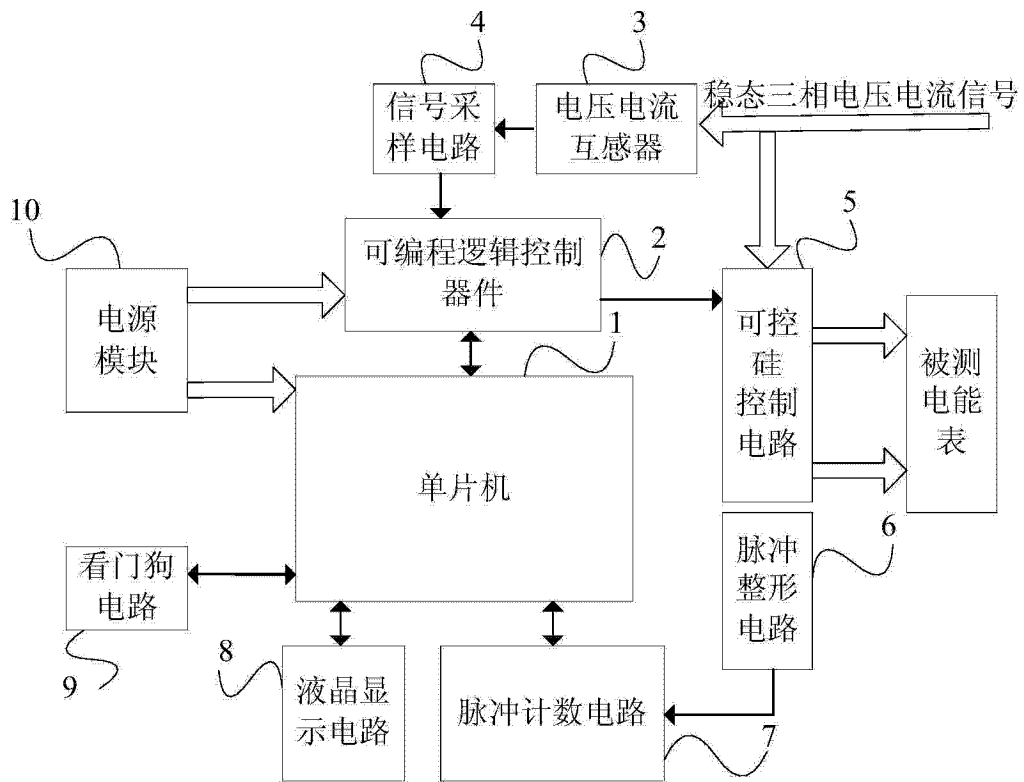 4
3
信号采
样电路
电压电流
互感器
稳态三相电压电流信号
10
电源
模块
可编程逻辑控制
器件
2
5
可控
硅
控制
电路
被测
电能
表
1
单片机
看门狗
电路
9
8
液晶显
示电路
脉冲计数电路
7
脉冲
整形
电路
6